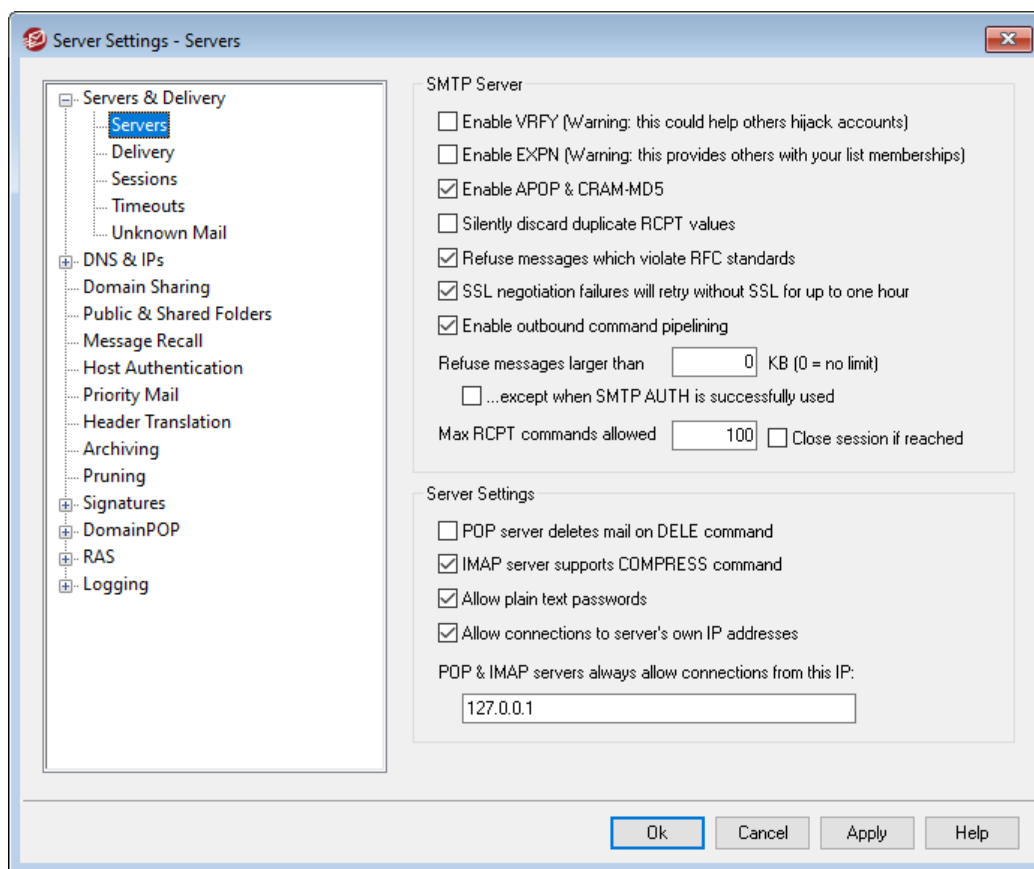 Server Settings - Servers
Servers & Delivery
Servers
Delivery
Sessions
Timeouts
Unknown Mail
DNS & IPs
Domain Sharing
Public & Shared Folders
Message Recall
Host Authentication
Priority Mail
Header Translation
Archiving
Pruning
Signatures
DomainPOP
RAS
Logging
SMTP Server
Enable VRFY (Warning: this could help others hijack accounts)
Enable EXPN (Warning: this provides others with your list memberships)
Enable APOP & CRAM-MD5
Silently discard duplicate RCPT values
Refuse messages which violate RFC standards
SSL negotiation failures will retry without SSL for up to one hour
Enable outbound command pipelining
Refuse messages larger than 0 KB (0 = no limit)
...except when SMTP AUTH is successfully used
Max RCPT commands allowed 100 Close session if reached
Server Settings
POP server deletes mail on DELE command
IMAP server supports COMPRESS command
Allow plain text passwords
Allow connections to server's own IP addresses
POP & IMAP servers always allow connections from this IP:
127.0.0.1
Ok Cancel Apply Help